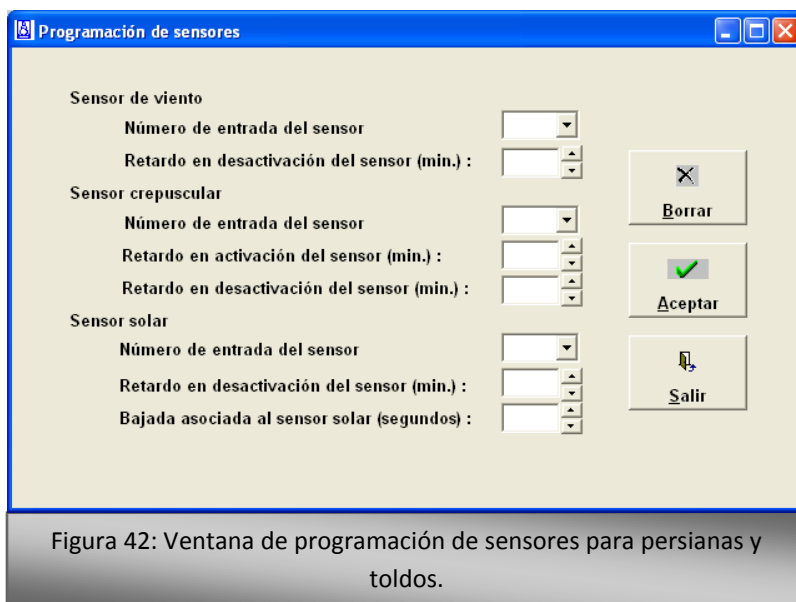 Programación de sensores
Sensor de viento
Número de entrada del sensor
Retardo en desactivación del sensor (min.) :
Sensor crepuscular
Número de entrada del sensor
Retardo en activación del sensor (min.) :
Retardo en desactivación del sensor (min.) :
Sensor solar
Número de entrada del sensor
Retardo en desactivación del sensor (min.) :
Bajada asociada al sensor solar (segundos) :
Borrar
Aceptar
Salir
Figura 42: Ventana de programación de sensores para persianas y
toldos.